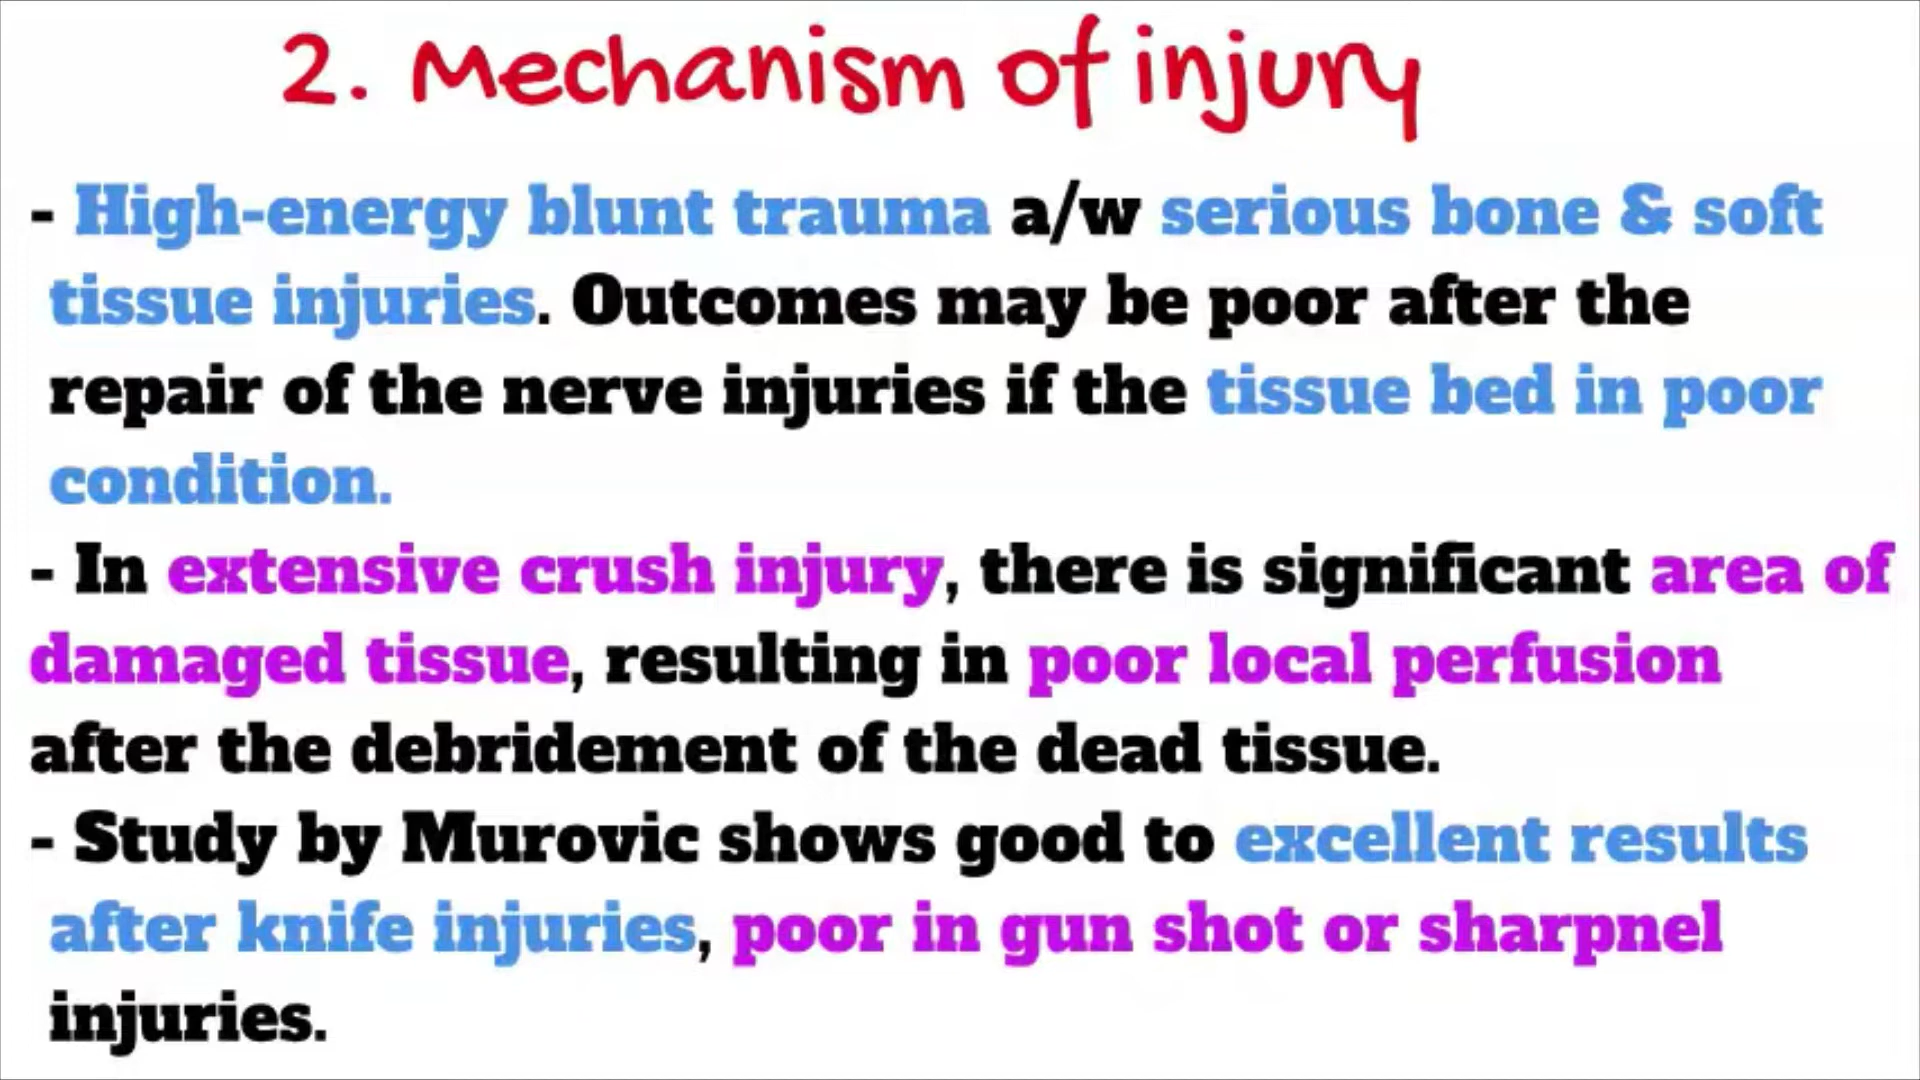 2. Mechanism of injury
- High-energy blunt trauma a/w serious bone & soft
tissue injuries. Outcomes may be poor after the
repair of the nerve injuries if the tissue bed in poor
condition.
- In extensive crush injury, there is significant area of
damaged tissue, resulting in poor local perfusion
after the debridement of the dead tissue.
- Study by Murovic shows good to excellent results
after knife injuries, poor in gun shot or sharpnel
injuries.